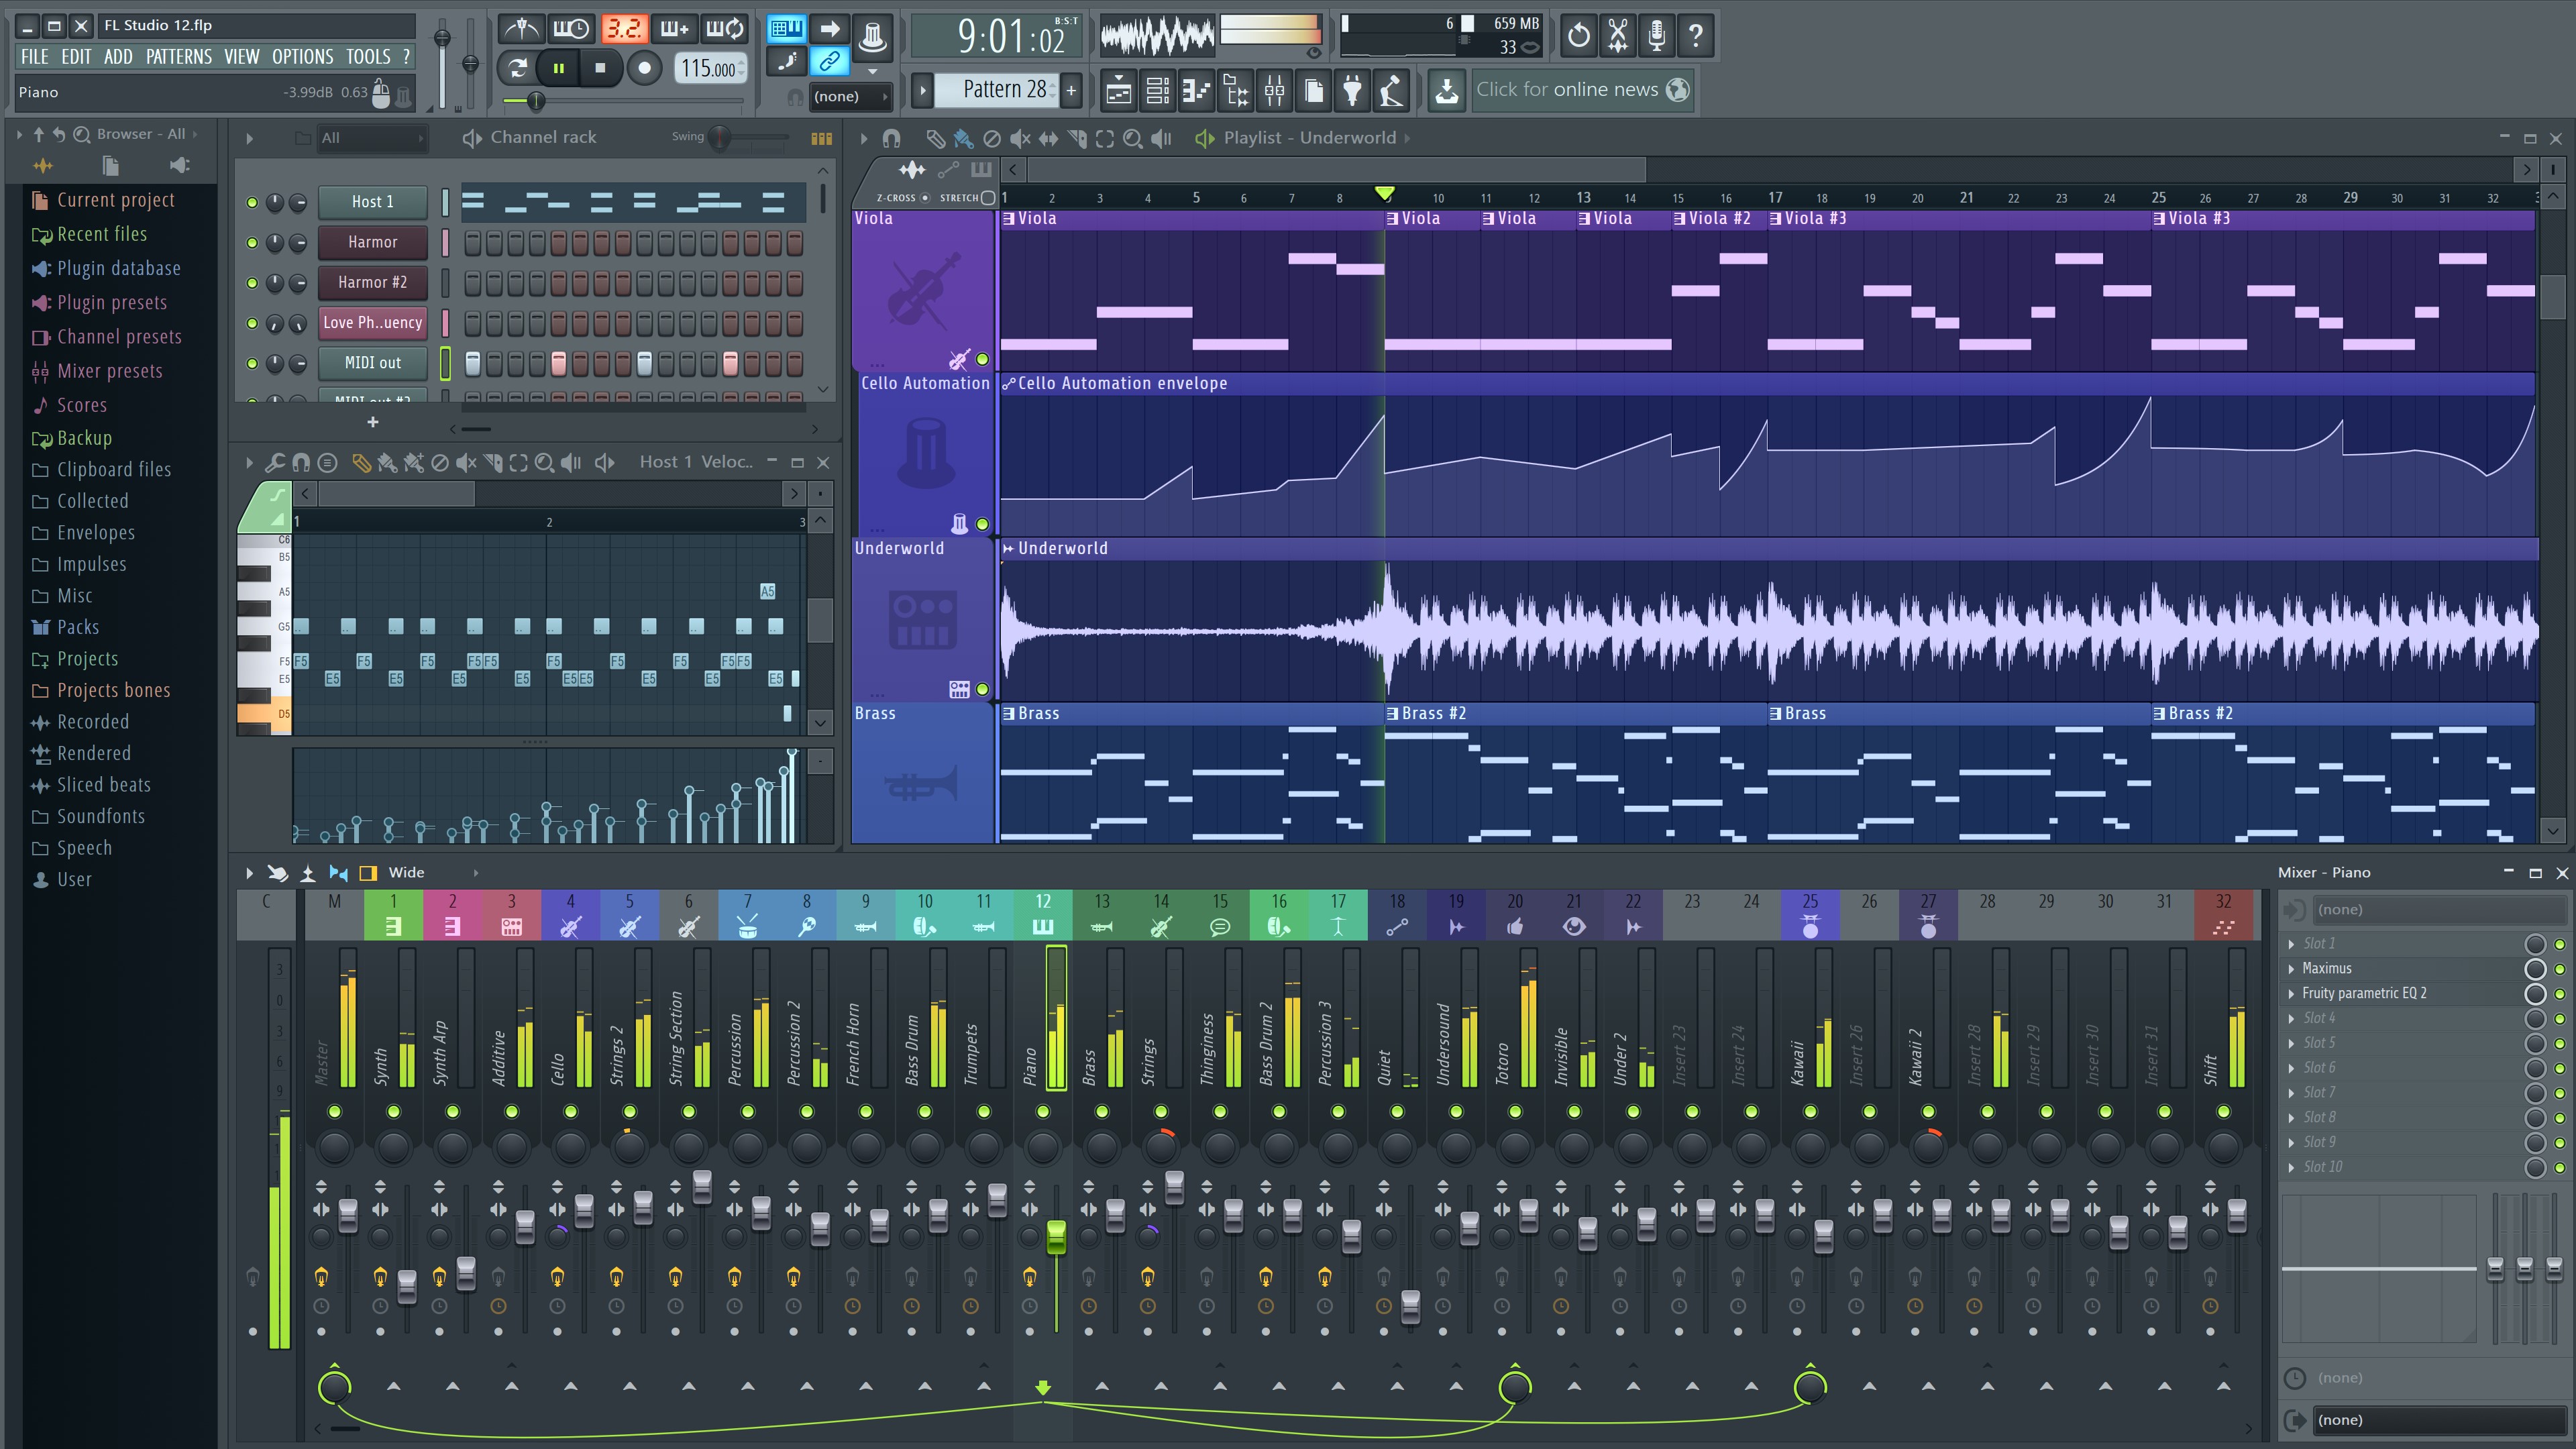 FL Studio 12.flp
FILE EDIT ADD PATTERNS VIEW OPTIONS TOOLS ?
Piano -3.99dB 0.63
3.2.
115.000
(none)
9:01:02 B:S:T
Pattern 28 +
6 659 MB
33
?
Click for online news
Browser - All
Current project
Recent files
Plugin database
Plugin presets
Channel presets
Mixer presets
Scores
Backup
Clipboard files
Collected
Envelopes
Impulses
Misc
Packs
Projects
Projects bones
Recorded
Rendered
Sliced beats
Soundfonts
Speech
User
All Channel rack Swing
Host 1
Harmor
Harmor #2
Love Ph..uency
MIDI out
MIDI out #2
+
Host 1 Veloc..
1 2 3
C6
B5
A5 A5
G5
F5 F5 F5 F5 F5 F5 F5 F5 F5 F5 F5
E5 E5 E5 E5 E5 E5 E5 E5 E5 E5
D5
Playlist - Underworld
Z-CROSS STRETCH
1 2 3 4 5 6 7 8 9 10 11 12 13 14 15 16 17 18 19 20 21 22 23 24 25 26 27 28 29 30 31 32
Viola Viola Viola Viola Viola Viola #2 Viola #3 Viola #3
Cello Automation Cello Automation envelope
Underworld Underworld
Brass Brass Brass #2 Brass Brass #2
Wide
C M 1 2 3 4 5 6 7 8 9 10 11 12 13 14 15 16 17 18 19 20 21 22 23 24 25 26 27 28 29 30 31 32
3
0
3
6
9
Master
Synth
Synth Arp
Additive
Cello
Strings 2
String Section
Percussion
Percussion 2
French Horn
Bass Drum
Trumpets
Piano
Brass
Strings
Thinginess
Bass Drum 2
Percussion 3
Quiet
Undersound
Totoro
Invisible
Under 2
Insert 23
Insert 24
Kawaii
Insert 26
Kawaii 2
Insert 28
Insert 29
Insert 30
Insert 31
Shift
Mixer - Piano
(none)
Slot 1
Maximus
Fruity parametric EQ 2
Slot 4
Slot 5
Slot 6
Slot 7
Slot 8
Slot 9
Slot 10
(none)
(none)